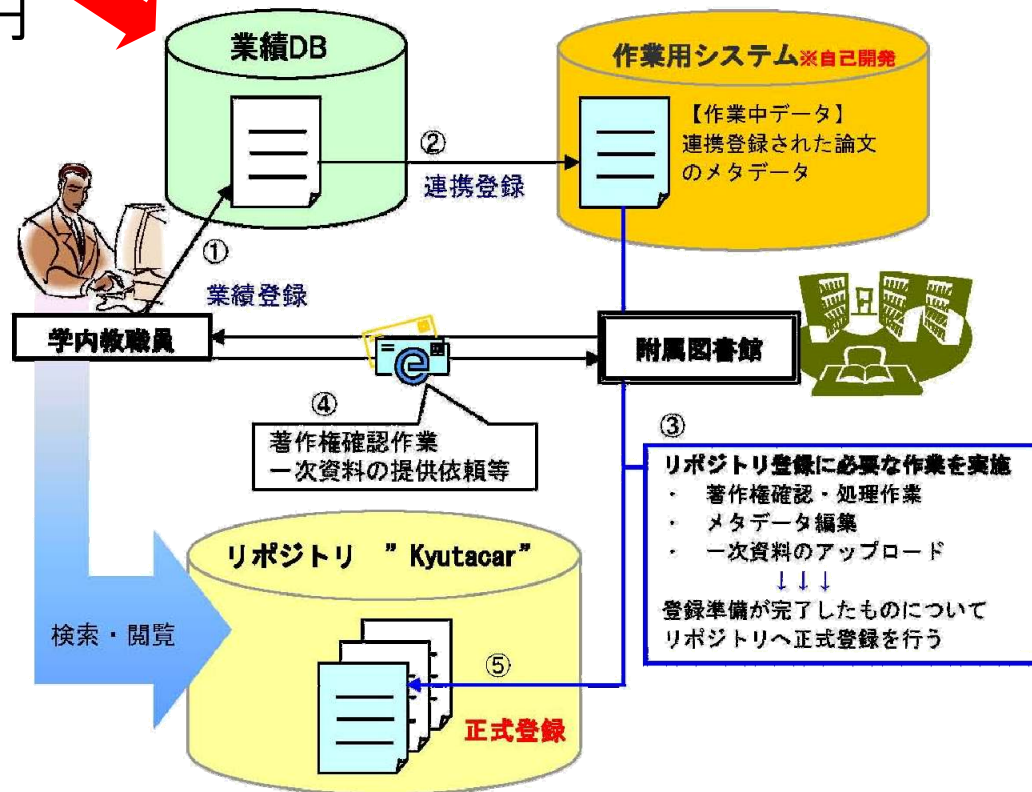 円
業績DB
作業用システム※自己開発
【作業中データ】
連携登録された論文
のメタデータ
②
連携登録
①
業績登録
学内教職員
附属図書館
e
④
著作権確認作業
一次資料の提供依頼等
③
リポジトリ登録に必要な作業を実施
・ 著作権確認・処理作業
・ メタデータ編集
・ 一次資料のアップロード
↓↓↓
登録準備が完了したものについて
リポジトリへ正式登録を行う
リポジトリ ”Kyutacar”
検索・閲覧
⑤
正式登録